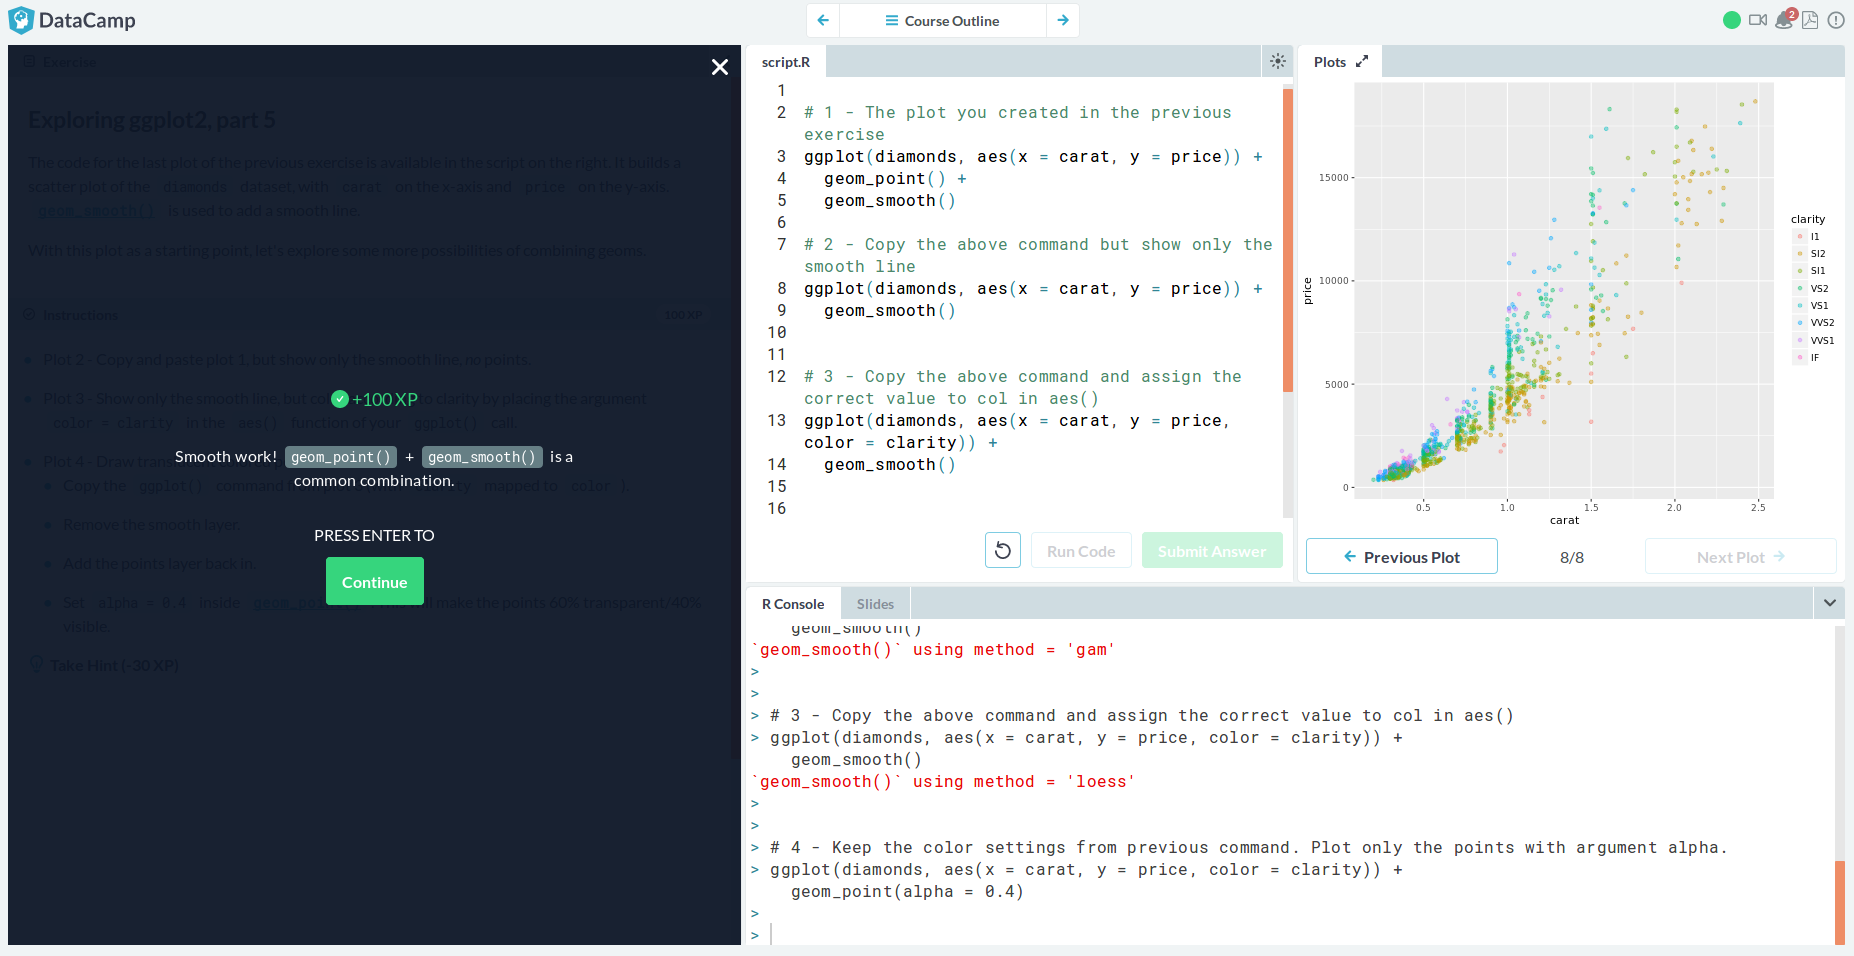 DataCamp
Course Outline
2
Exercise
Exploring ggplot2, part 5
The code for the last plot of the previous exercise is available in the script on the right. It builds a
scatter plot of the diamonds dataset, with carat on the x-axis and price on the y-axis.
geom_smooth() is used to add a smooth line.
With this plot as a starting point, let's explore some more possibilities of combining geoms.
Instructions
100 XP
Plot 2 - Copy and paste plot 1, but show only the smooth line, no points.
Plot 3 - Show only the smooth line, but to clarity by placing the argument
color = clarity in the aes() function of your ggplot() call.
Plot 4 - Draw
Copy the ggplot() command mapped to color ).
Remove the smooth layer.
Add the points layer back in.
Set alpha = 0.4 inside make the points 60% transparent/40%
visible.
Take Hint (-30 XP)
+100 XP
Smooth work! geom_point() + geom_smooth() is a
common combination.
PRESS ENTER TO
Continue
script.R
1
2 # 1 - The plot you created in the previous
exercise
3 ggplot(diamonds, aes(x = carat, y = price)) +
4 geom_point() +
5 geom_smooth()
6
7 # 2 - Copy the above command but show only the
smooth line
8 ggplot(diamonds, aes(x = carat, y = price)) +
9 geom_smooth()
10
11
12 # 3 - Copy the above command and assign the
correct value to col in aes()
13 ggplot(diamonds, aes(x = carat, y = price,
color = clarity)) +
14 geom_smooth()
15
16
Run Code
Submit Answer
Plots
price
15000
10000
5000
0
0.5 1.0 1.5 2.0 2.5
carat
clarity
I1
SI2
SI1
VS2
VS1
VVS2
VVS1
IF
Previous Plot
8/8
Next Plot
R Console
Slides
geom_smooth()
`geom_smooth()` using method = 'gam'
>
>
> # 3 - Copy the above command and assign the correct value to col in aes()
> ggplot(diamonds, aes(x = carat, y = price, color = clarity)) +
geom_smooth()
`geom_smooth()` using method = 'loess'
>
>
> # 4 - Keep the color settings from previous command. Plot only the points with argument alpha.
> ggplot(diamonds, aes(x = carat, y = price, color = clarity)) +
geom_point(alpha = 0.4)
>
>